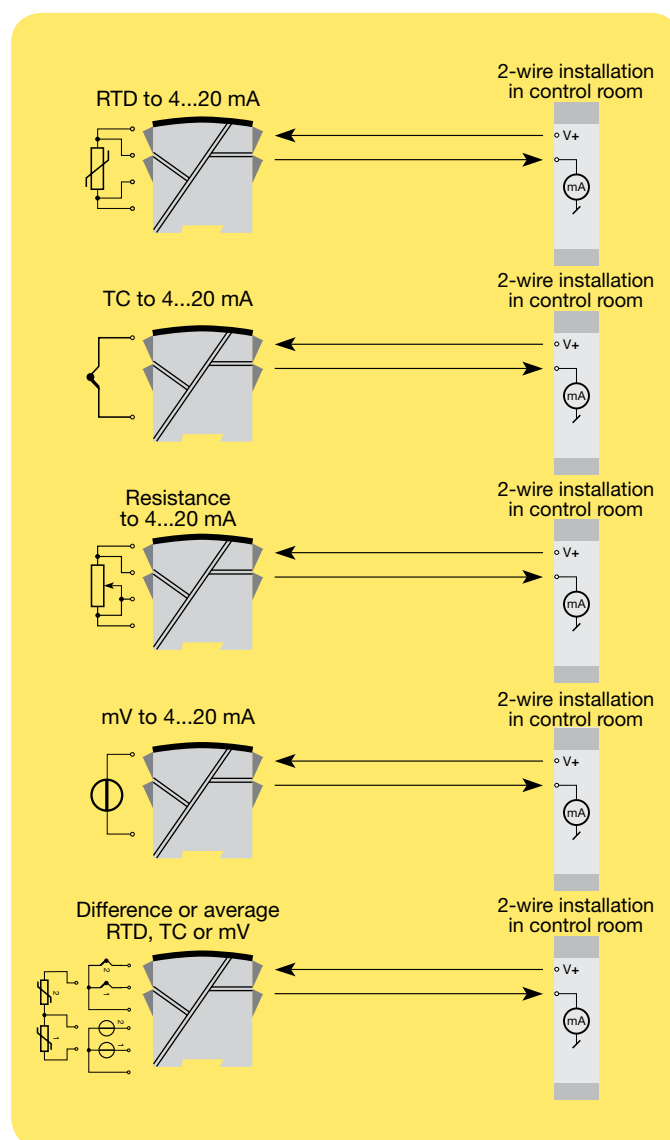 2-wire installation
in control room
RTD to 4...20 mA
V+
mA
2-wire installation
in control room
TC to 4...20 mA
V+
mA
2-wire installation
in control room
Resistance
to 4...20 mA
V+
mA
2-wire installation
in control room
mV to 4...20 mA
V+
mA
2-wire installation
in control room
Difference or average
RTD, TC or mV
V+
mA
2
1
2
1
2
1